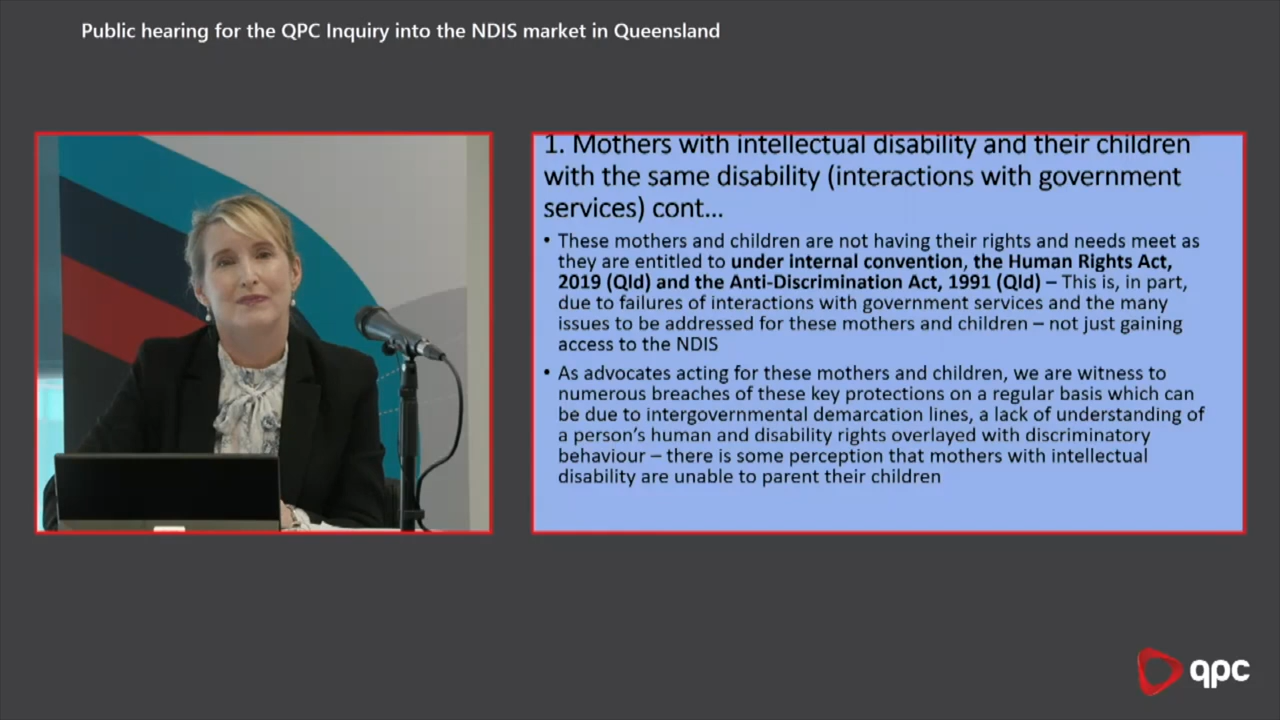 Public hearing for the QPC Inquiry into the NDIS market in Queensland
1. Mothers with intellectual disability and their children
with the same disability (interactions with government
services) cont...
• These mothers and children are not having their rights and needs meet as
they are entitled to under internal convention, the Human Rights Act,
2019 (Qld) and the Anti-Discrimination Act, 1991 (Qld) – This is, in part,
due to failures of interactions with government services and the many
issues to be addressed for these mothers and children – not just gaining
access to the NDIS
• As advocates acting for these mothers and children, we are witness to
numerous breaches of these key protections on a regular basis which can
be due to intergovernmental demarcation lines, a lack of understanding of
a person's human and disability rights overlayed with discriminatory
behaviour – there is some perception that mothers with intellectual
disability are unable to parent their children
qpc